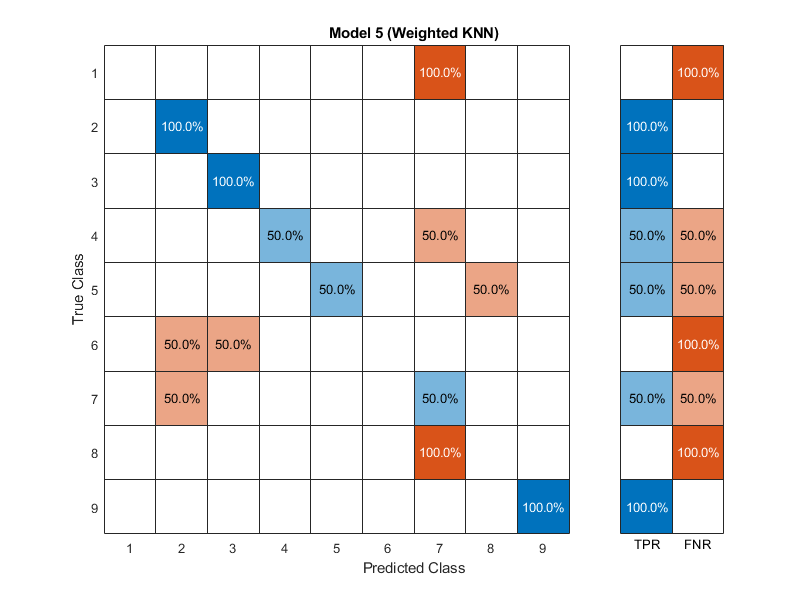 Model 5 (Weighted KNN)
1 100.0% 100.0%
2 100.0% 100.0%
3 100.0% 100.0%
4 50.0% 50.0% 50.0% 50.0%
5 50.0% 50.0% 50.0% 50.0%
6 50.0% 50.0% 100.0%
7 50.0% 50.0% 50.0% 50.0%
8 100.0% 100.0%
9 100.0% 100.0%
True Class
1 2 3 4 5 6 7 8 9 TPR FNR
Predicted Class